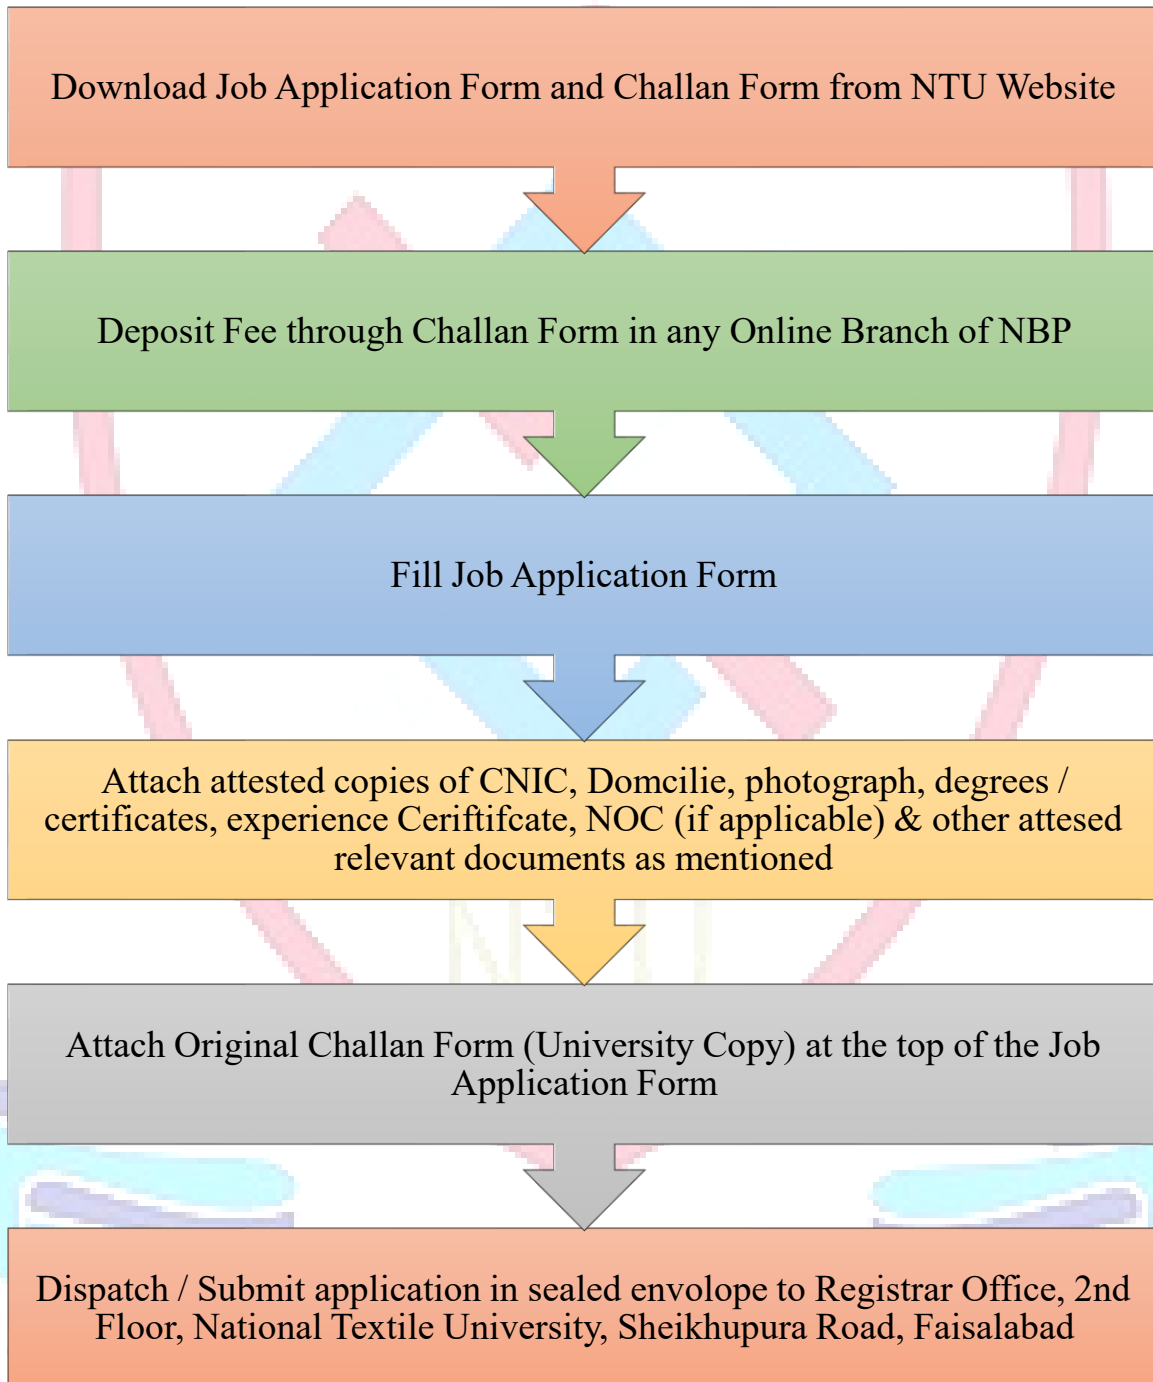 Download Job Application Form and Challan Form from NTU Website
Deposit Fee through Challan Form in any Online Branch of NBP
Fill Job Application Form
Attach attested copies of CNIC, Domcilie, photograph, degrees /
certificates, experience Ceriftifcate, NOC (if applicable) & other attesed
relevant documents as mentioned
Attach Original Challan Form (University Copy) at the top of the Job
Application Form
Dispatch / Submit application in sealed envolope to Registrar Office, 2nd
Floor, National Textile University, Sheikhupura Road, Faisalabad